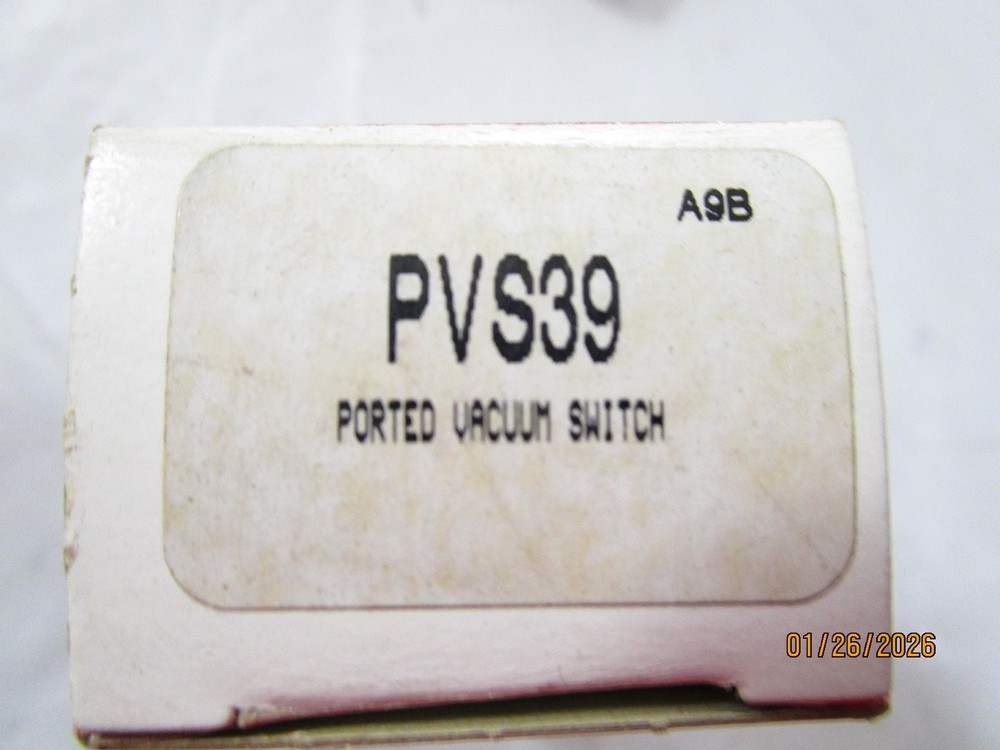 A9B
PVS39
PORTED VACUUM SWITCH
01/26/2026